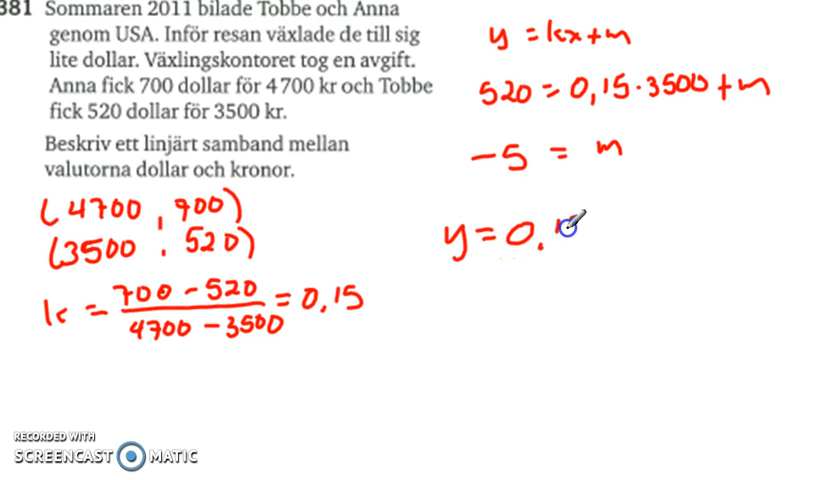 381 Sommaren 2011 bilade Tobbe och Anna
genom USA. Inför resan växlade de till sig
lite dollar. Växlingskontoret tog en avgift.
Anna fick 700 dollar för 4 700 kr och Tobbe
fick 520 dollar för 3500 kr.
Beskriv ett linjärt samband mellan
valutorna dollar och kronor.
(4700, 700)
(3500, 520)
k = 700 - 520 / 4700 - 3500 = 0,15
y = kx + m
520 = 0,15 · 3500 + m
-5 = m
y = 0,1
RECORDED WITH
SCREENCAST MATIC